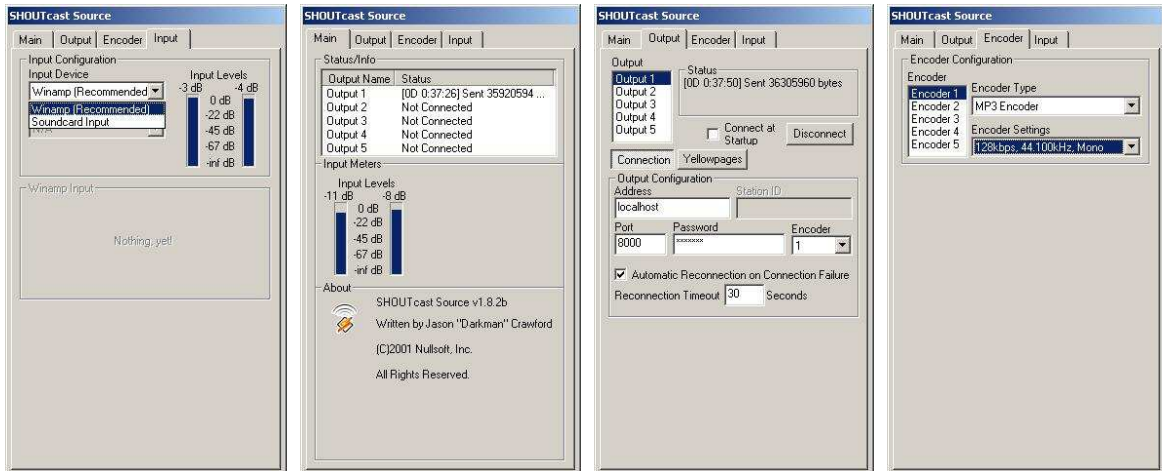 SHOUTcast Source
Main Output Encoder Input
Input Configuration
Input Device
Input Levels
-3 dB -4 dB
Winamp (Recommended
Winamp (Recommended)
Soundcard Input
N/A
0 dB
-22 dB
-45 dB
-67 dB
-inf dB
Winamp Input
Nothing, yet!
SHOUTcast Source
Main Output Encoder Input
Status/Info
Output Name Status
Output 1 [0D 0:37:26] Sent 35920594 ...
Output 2 Not Connected
Output 3 Not Connected
Output 4 Not Connected
Output 5 Not Connected
Input Meters
Input Levels
-11 dB -8 dB
0 dB
-22 dB
-45 dB
-67 dB
-inf dB
About
SHOUTcast Source v1.8.2b
Written by Jason "Darkman" Crawford
(C)2001 Nullsoft, Inc.
All Rights Reserved.
SHOUTcast Source
Main Output Encoder Input
Output
Output 1
Output 2
Output 3
Output 4
Output 5
Status
[0D 0:37:50] Sent 36305960 bytes
Connect at Startup
Disconnect
Connection Yellowpages
Output Configuration
Address Station ID
localhost
Port Password Encoder
8000 xxxxxxx 1
Automatic Reconnection on Connection Failure
Reconnection Timeout 30 Seconds
SHOUTcast Source
Main Output Encoder Input
Encoder Configuration
Encoder
Encoder 1
Encoder 2
Encoder 3
Encoder 4
Encoder 5
Encoder Type
MP3 Encoder
Encoder Settings
128kbps, 44.100kHz, Mono